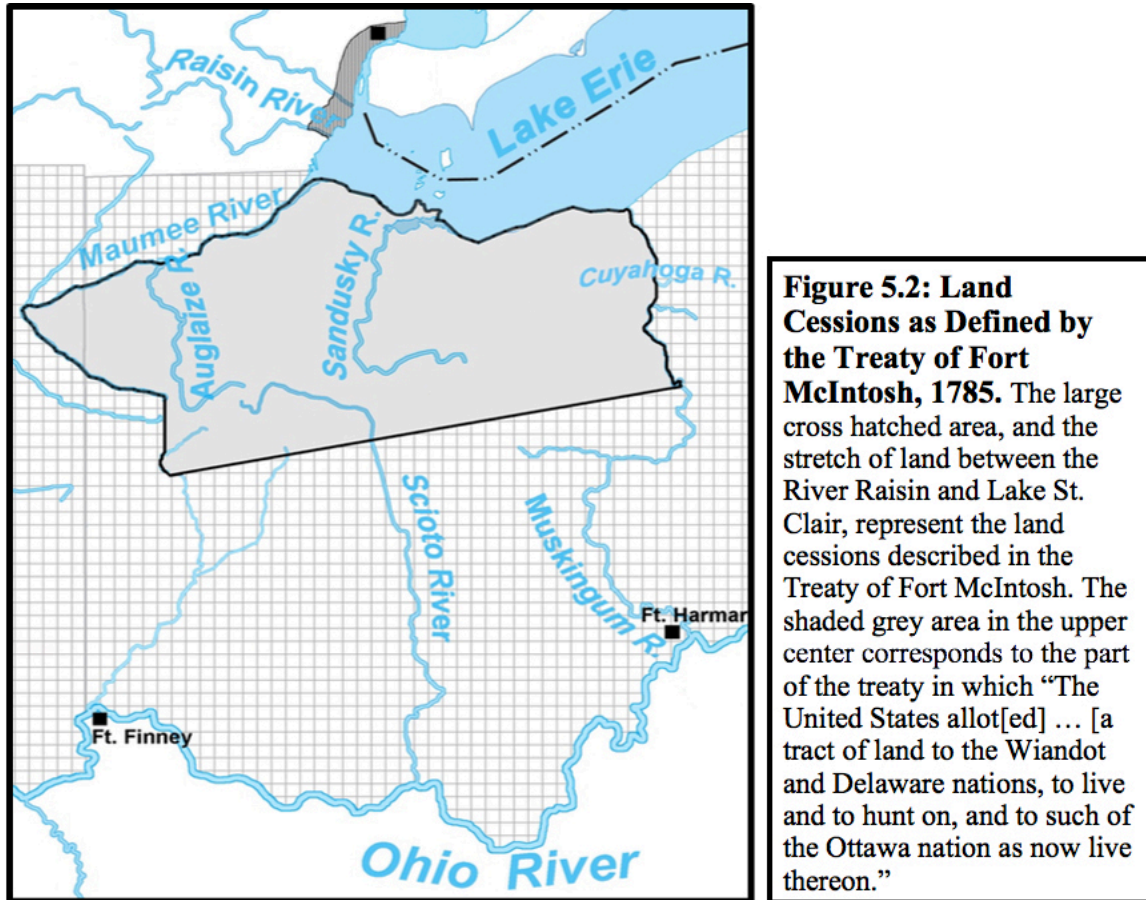 Raisin River
Lake Erie
Maumee River
Auglaize R.
Sandusky R.
Cuyahoga R.
Scioto River
Muskingum R.
Ft. Harmar
Ft. Finney
Ohio River
Figure 5.2: Land
Cessions as Defined by
the Treaty of Fort
McIntosh, 1785. The large
cross hatched area, and the
stretch of land between the
River Raisin and Lake St.
Clair, represent the land
cessions described in the
Treaty of Fort McIntosh. The
shaded grey area in the upper
center corresponds to the part
of the treaty in which “The
United States allot[ed] … [a
tract of land to the Wiandot
and Delaware nations, to live
and to hunt on, and to such of
the Ottawa nation as now live
thereon.”